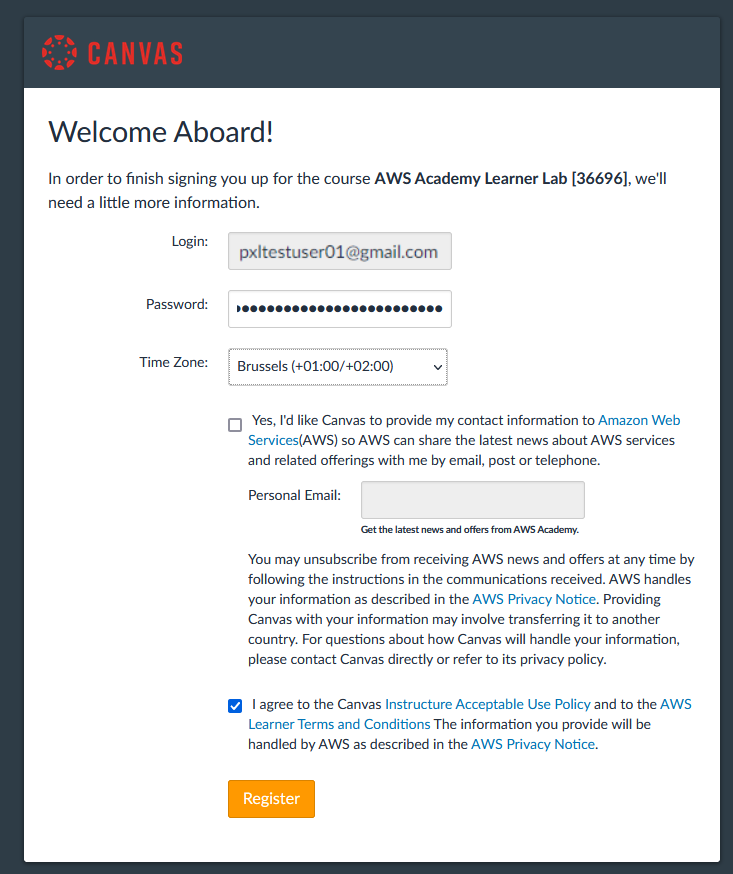 CANVAS
Welcome Aboard!
In order to finish signing you up for the course AWS Academy Learner Lab [36696], we'll
need a little more information.
Login: pxltestuser01@gmail.com
Password: ••••••••••••••••••••••••
Time Zone: Brussels (+01:00/+02:00)
Yes, I'd like Canvas to provide my contact information to Amazon Web
Services(AWS) so AWS can share the latest news about AWS services
and related offerings with me by email, post or telephone.
Personal Email:
Get the latest news and offers from AWS Academy.
You may unsubscribe from receiving AWS news and offers at any time by
following the instructions in the communications received. AWS handles
your information as described in the AWS Privacy Notice. Providing
Canvas with your information may involve transferring it to another
country. For questions about how Canvas will handle your information,
please contact Canvas directly or refer to its privacy policy.
I agree to the Canvas Instructure Acceptable Use Policy and to the AWS
Learner Terms and Conditions The information you provide will be
handled by AWS as described in the AWS Privacy Notice.
Register